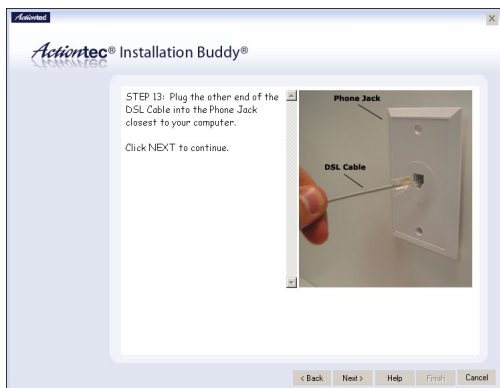 Actiontec
Actiontec® Installation Buddy®
STEP 13: Plug the other end of the
DSL Cable into the Phone Jack
closest to your computer.
Click NEXT to continue.
Phone Jack
DSL Cable
< Back Next > Help Finish Cancel